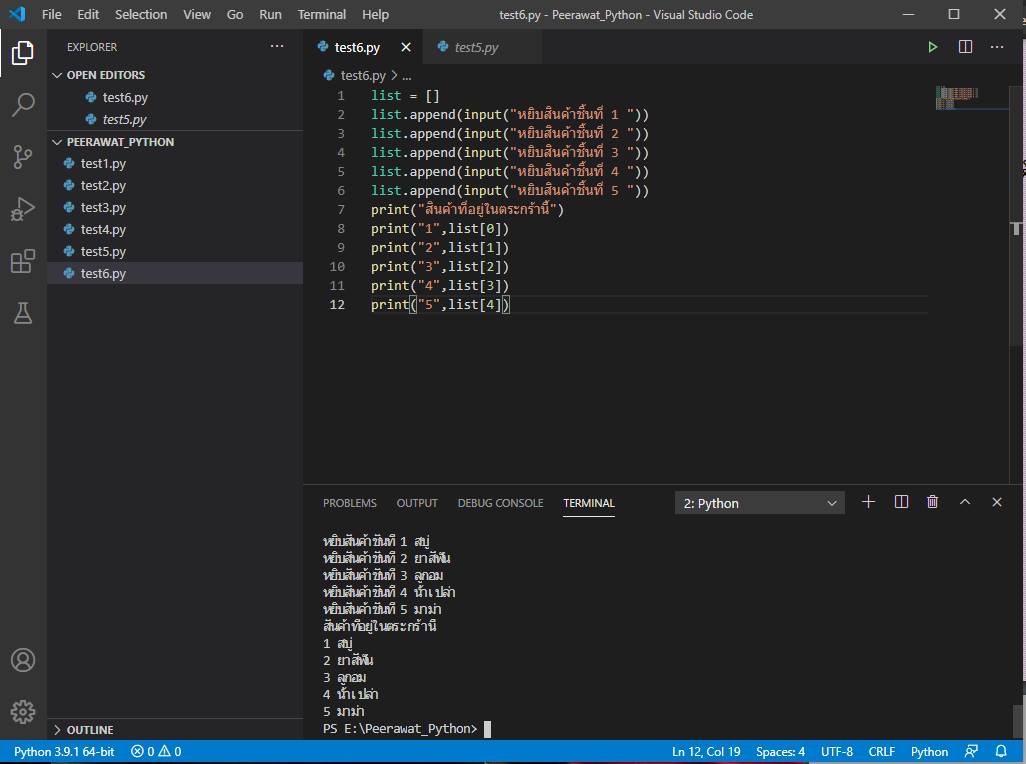 File Edit Selection View Go Run Terminal Help
test6.py - Peerawat_Python - Visual Studio Code
EXPLORER
OPEN EDITORS
test6.py
test5.py
PEERAWAT_PYTHON
test1.py
test2.py
test3.py
test4.py
test5.py
test6.py
OUTLINE
test6.py test5.py
test6.py > ...
1 list = []
2 list.append(input("หยิบสินค้าชิ้นที่ 1 "))
3 list.append(input("หยิบสินค้าชิ้นที่ 2 "))
4 list.append(input("หยิบสินค้าชิ้นที่ 3 "))
5 list.append(input("หยิบสินค้าชิ้นที่ 4 "))
6 list.append(input("หยิบสินค้าชิ้นที่ 5 "))
7 print("สินค้าที่อยู่ในตระกร้านี้")
8 print("1",list[0])
9 print("2",list[1])
10 print("3",list[2])
11 print("4",list[3])
12 print("5",list[4])
PROBLEMS OUTPUT DEBUG CONSOLE TERMINAL 2: Python
หยิบสินค้าชิ้นที่ 1 สบู่
หยิบสินค้าชิ้นที่ 2 ยาสีฟัน
หยิบสินค้าชิ้นที่ 3 ลูกอม
หยิบสินค้าชิ้นที่ 4 น้ำเปล่า
หยิบสินค้าชิ้นที่ 5 มาม่า
สินค้าที่อยู่ในตระกร้านี้
1 สบู่
2 ยาสีฟัน
3 ลูกอม
4 น้ำเปล่า
5 มาม่า
PS E:\Peerawat_Python>
Python 3.9.1 64-bit 0 0 Ln 12, Col 19 Spaces: 4 UTF-8 CRLF Python